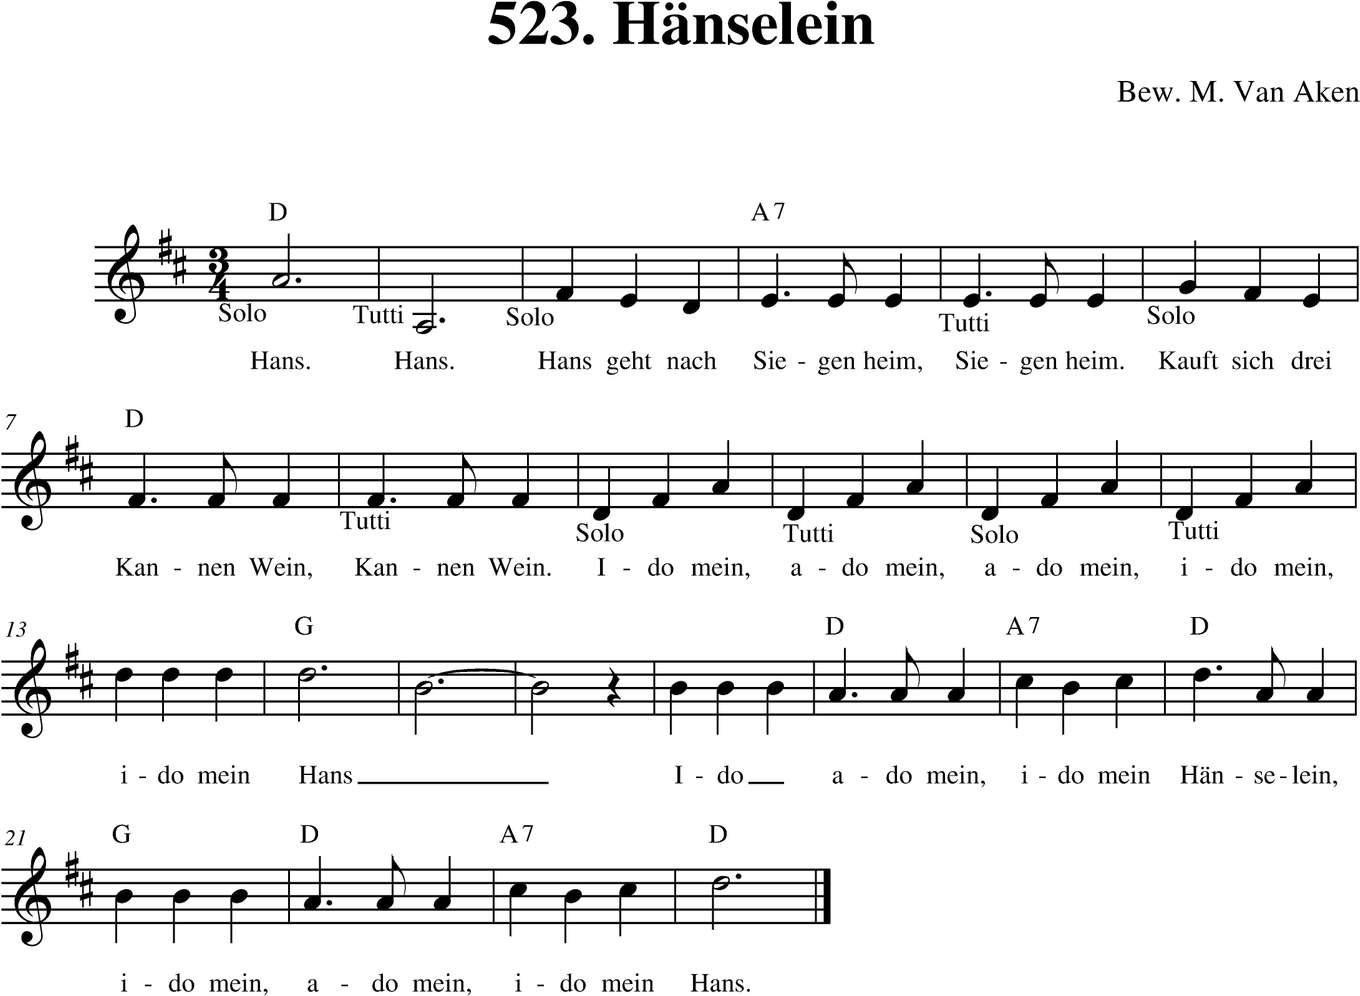 523. Hänselein
Bew. M. Van Aken
D A7
3
4
Solo Tutti Solo Tutti Solo
Hans. Hans. Hans geht nach Sie - gen heim, Sie - gen heim. Kauft sich drei
7 D
Tutti Solo Tutti Solo Tutti
Kan - nen Wein, Kan - nen Wein. I - do mein, a - do mein, a - do mein, i - do mein,
13 G D A7 D
i - do mein Hans I - do a - do mein, i - do mein Hän - se - lein,
21 G D A7 D
i - do mein, a - do mein, i - do mein Hans.